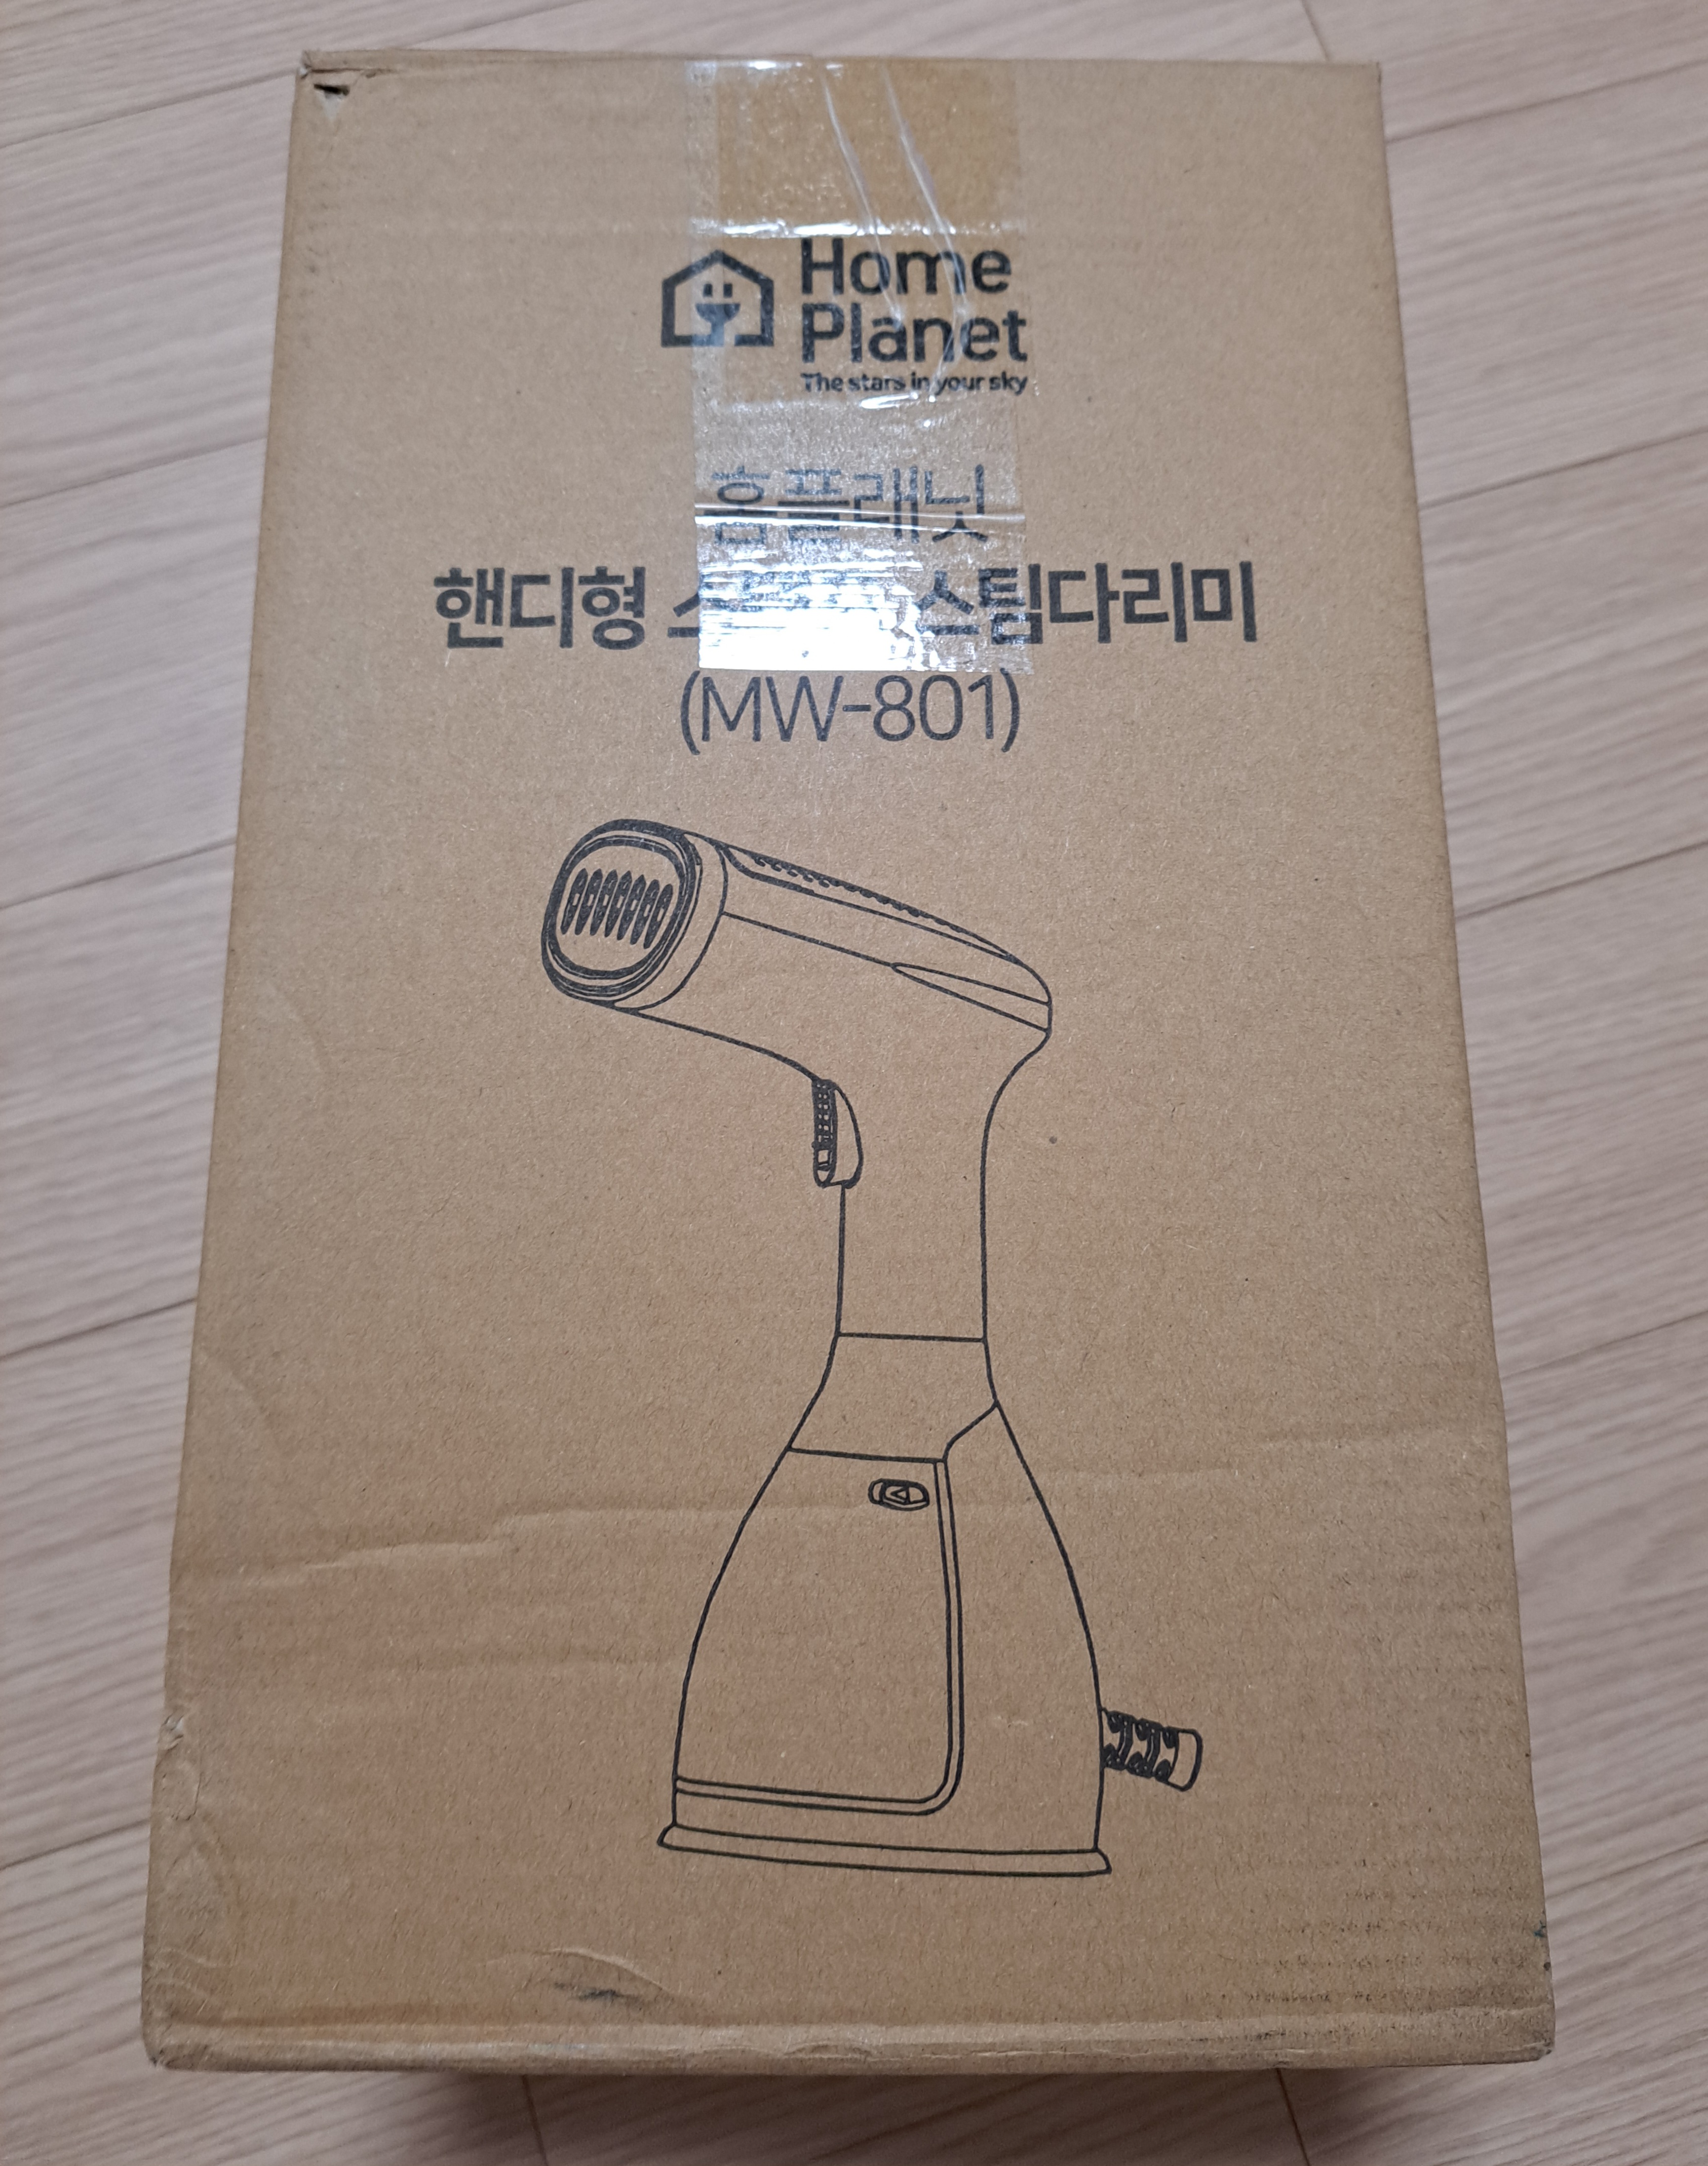 Home
Planet
The stars in your sky
홈플래닛
핸디형 스팀다리미
(MW-801)